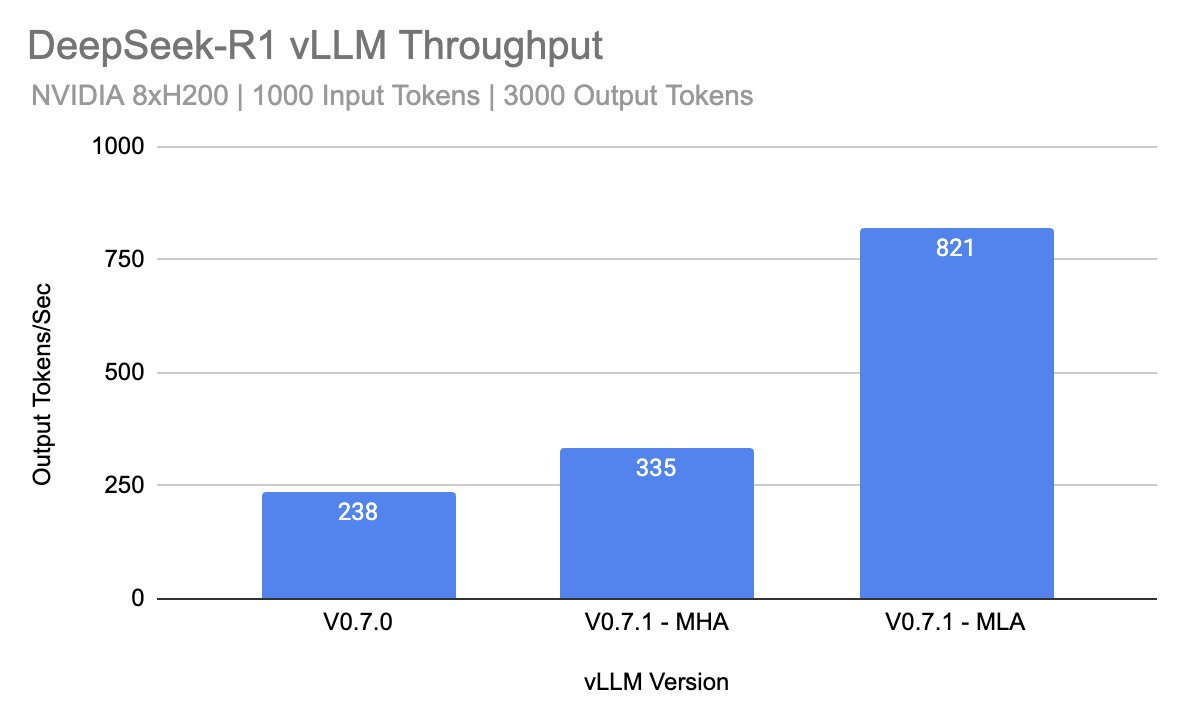 DeepSeek-R1 vLLM Throughput
NVIDIA 8xH200 | 1000 Input Tokens | 3000 Output Tokens
1000
750
500
250
0
Output Tokens/Sec
238
335
821
V0.7.0
V0.7.1 - MHA
V0.7.1 - MLA
vLLM Version